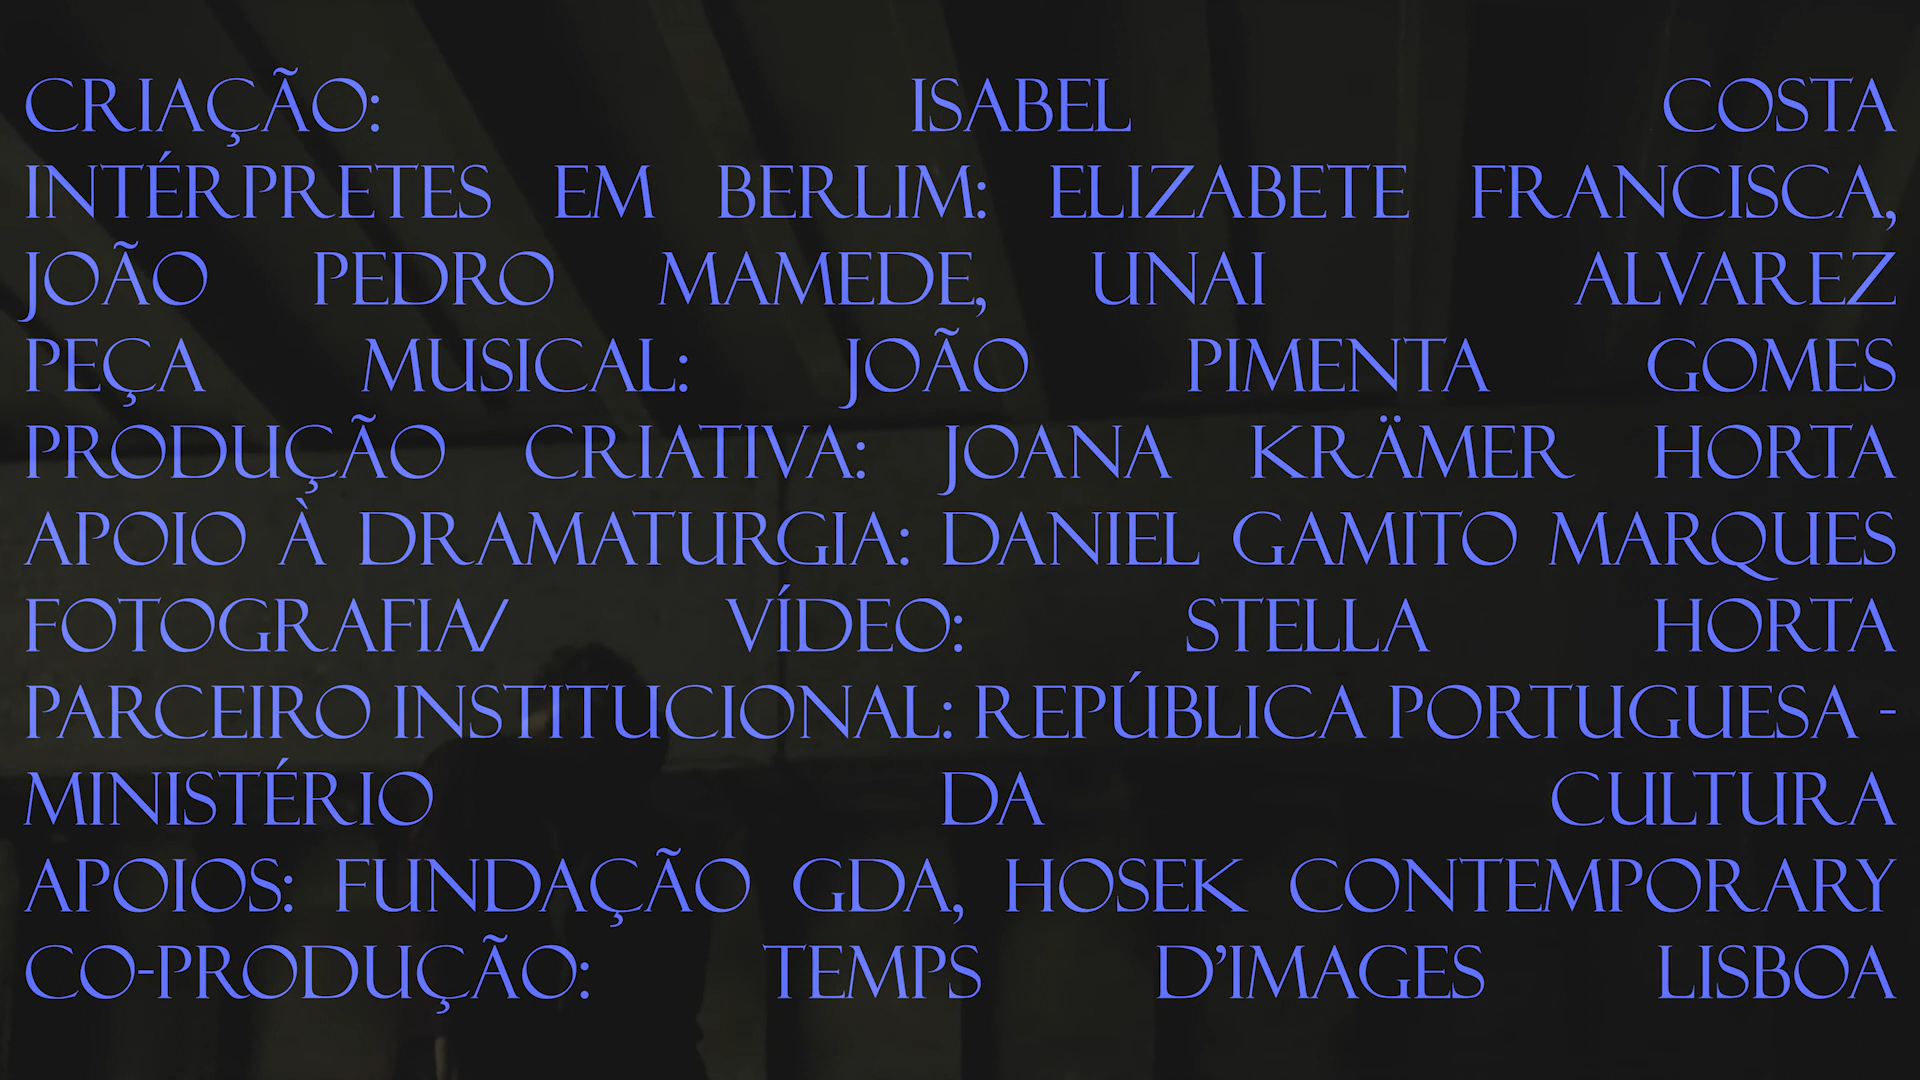 CRIAÇÃO: ISABEL COSTA
INTÉRPRETES EM BERLIM: ELIZABETE FRANCISCA,
JOÃO PEDRO MAMEDE, UNAI ALVAREZ
PEÇA MUSICAL: JOÃO PIMENTA GOMES
PRODUÇÃO CRIATIVA: JOANA KRÄMER HORTA
APOIO À DRAMATURGIA: DANIEL GAMITO MARQUES
FOTOGRAFIA/ VÍDEO: STELLA HORTA
PARCEIRO INSTITUCIONAL: REPÚBLICA PORTUGUESA -
MINISTÉRIO DA CULTURA
APOIOS: FUNDAÇÃO GDA, HOSEK CONTEMPORARY
CO-PRODUÇÃO: TEMPS D’IMAGES LISBOA